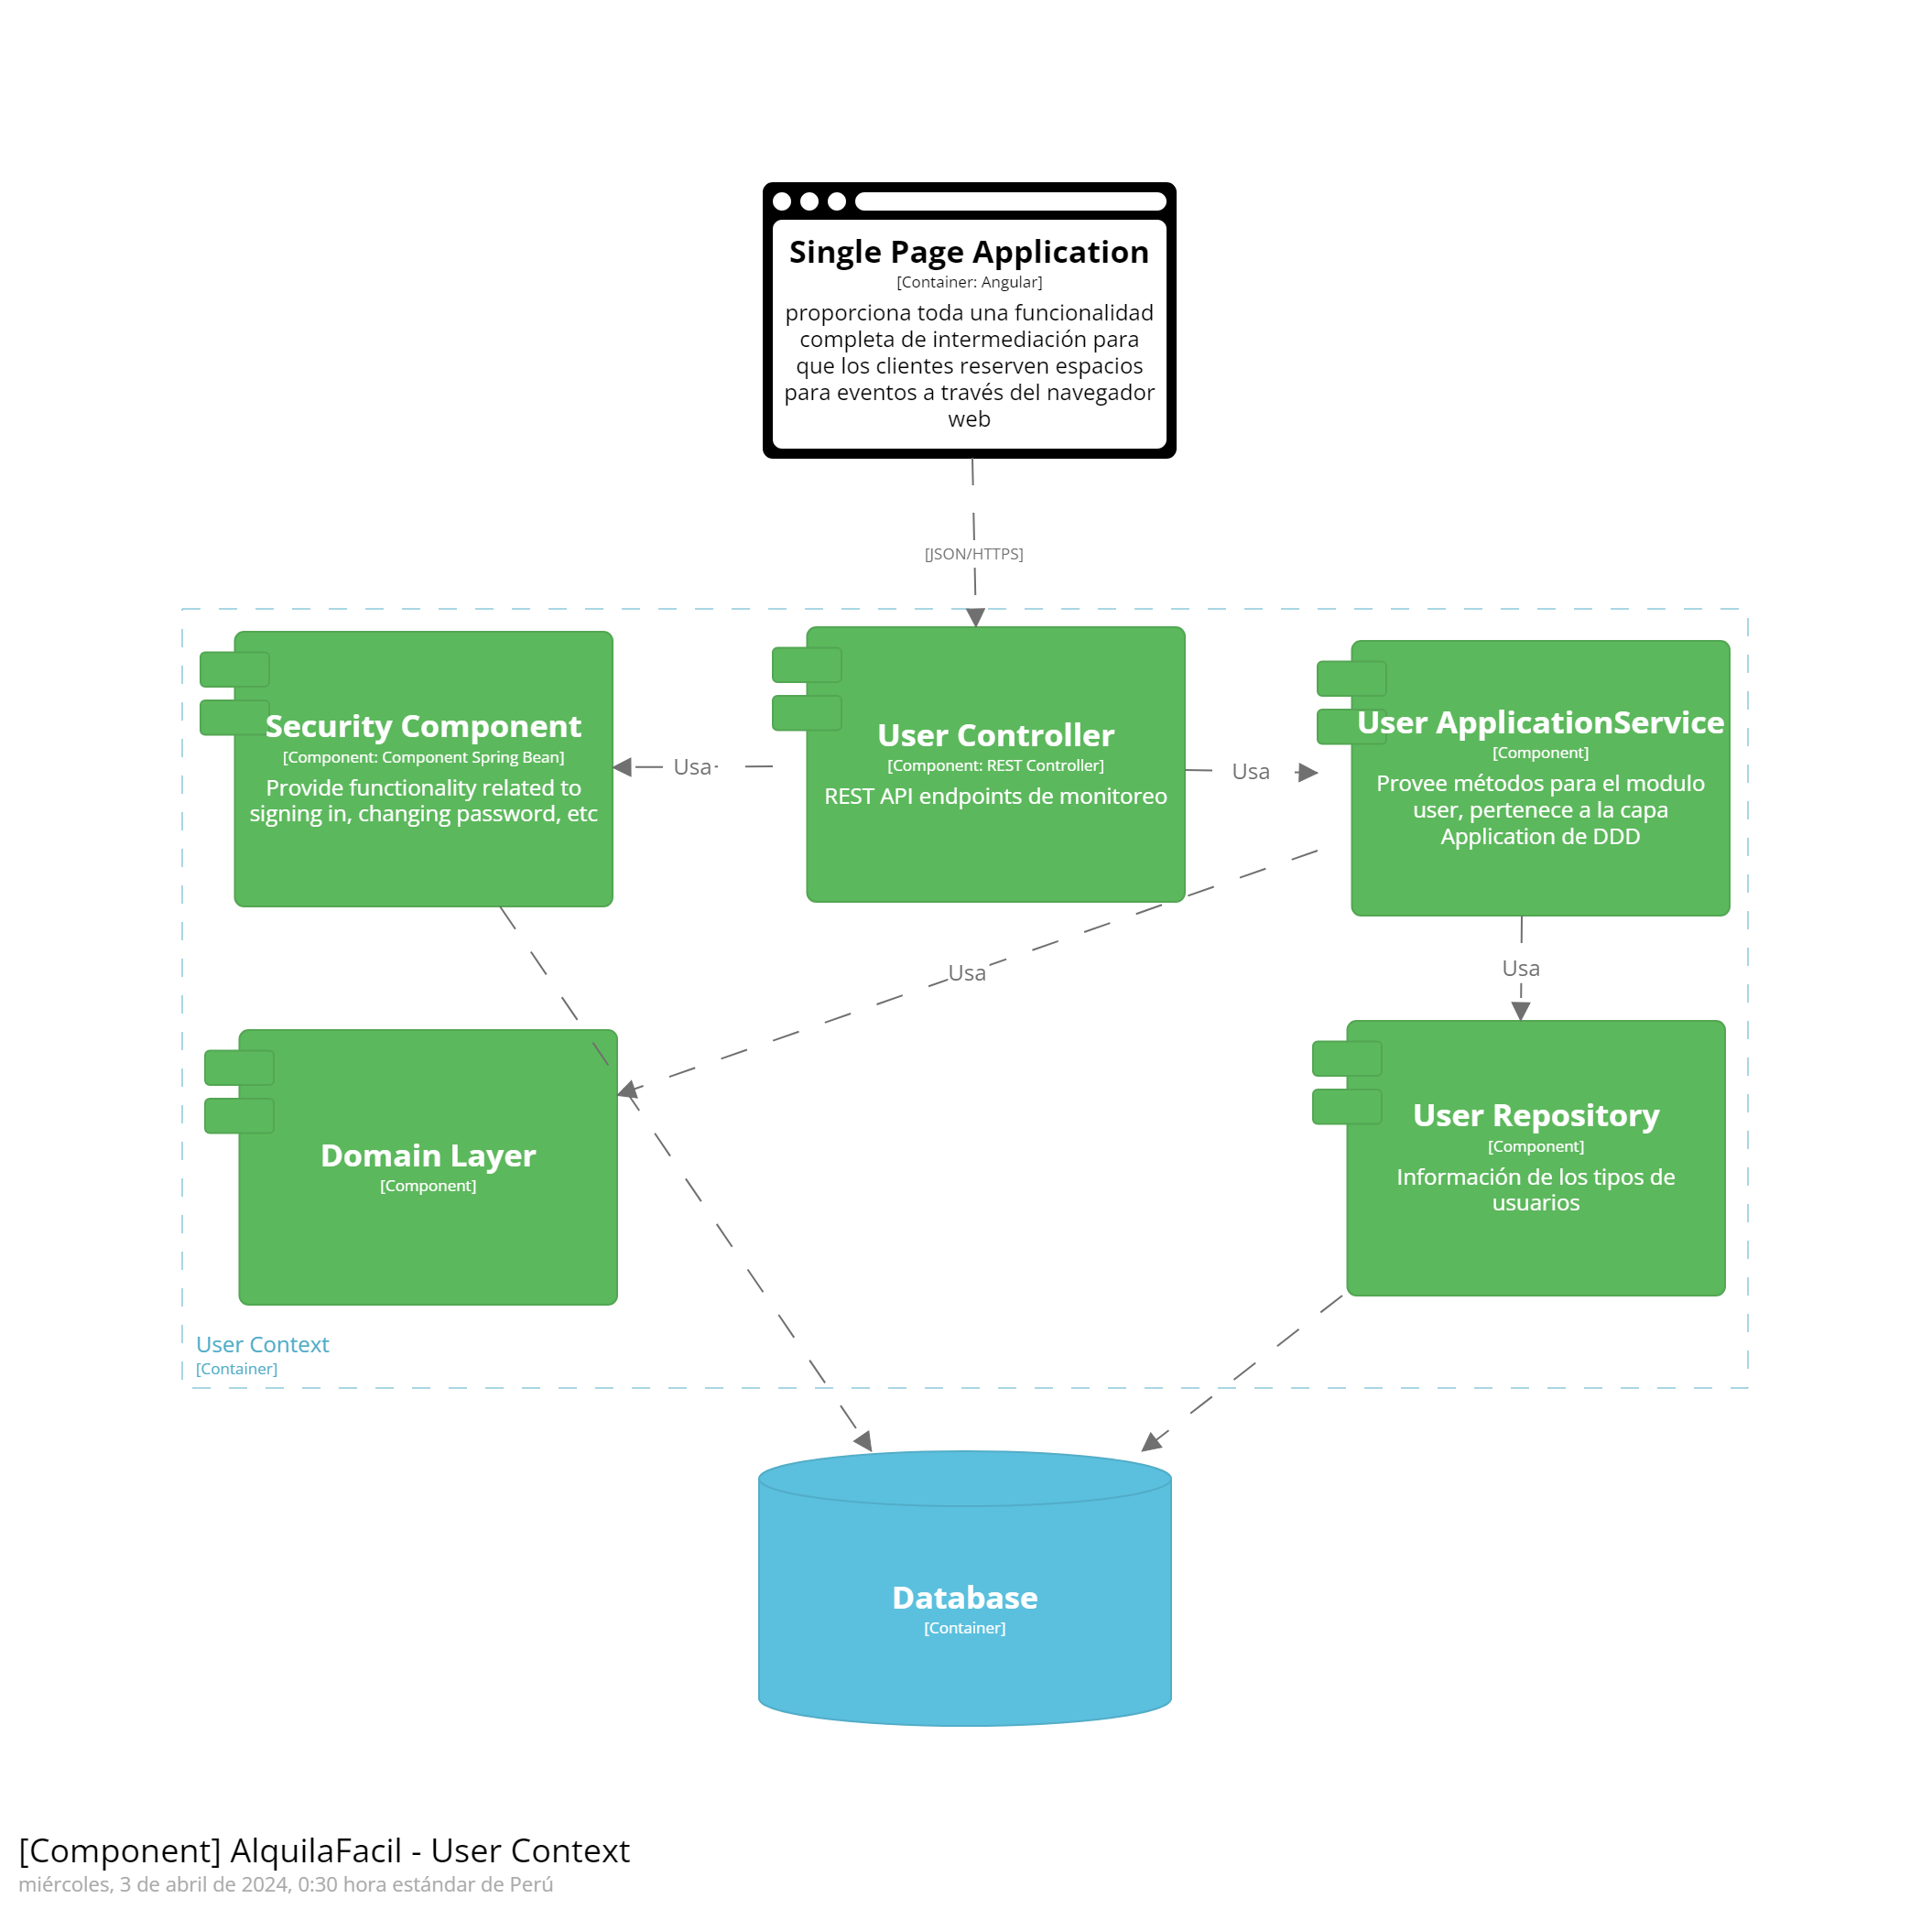 Single Page Application
[Container: Angular]
proporciona toda una funcionalidad
completa de intermediación para
que los clientes reserven espacios
para eventos a través del navegador
web
[JSON/HTTPS]
Security Component
[Component: Component Spring Bean]
Provide functionality related to
signing in, changing password, etc
Usa
User Controller
[Component: REST Controller]
REST API endpoints de monitoreo
Usa
User ApplicationService
[Component]
Provee métodos para el modulo
user, pertenece a la capa
Application de DDD
Usa
Usa
Domain Layer
[Component]
User Repository
[Component]
Información de los tipos de
usuarios
User Context
[Container]
Database
[Container]
[Component] AlquilaFacil - User Context
miércoles, 3 de abril de 2024, 0:30 hora estándar de Perú